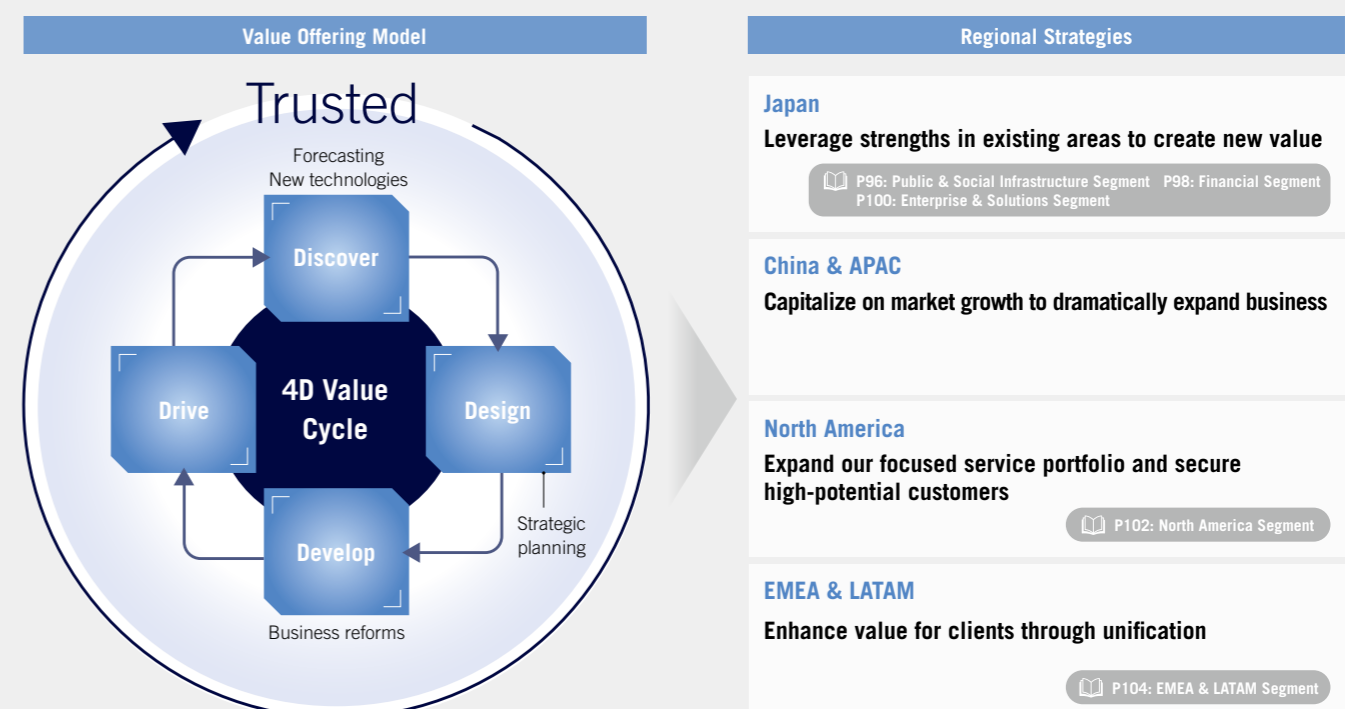 Value Offering Model
Trusted
Forecasting
New technologies
Discover
Drive
4D Value
Cycle
Design
Develop
Strategic
planning
Business reforms
Regional Strategies
Japan
Leverage strengths in existing areas to create new value
P96: Public & Social Infrastructure Segment P98: Financial Segment
P100: Enterprise & Solutions Segment
China & APAC
Capitalize on market growth to dramatically expand business
North America
Expand our focused service portfolio and secure
high-potential customers
P102: North America Segment
EMEA & LATAM
Enhance value for clients through unification
P104: EMEA & LATAM Segment